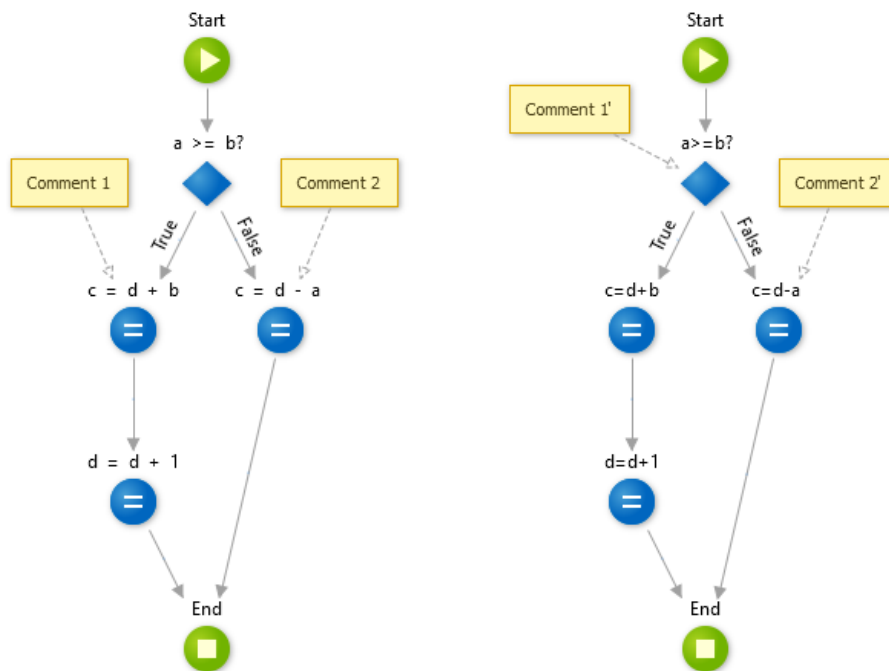 Start
a >= b?
Comment 1
Comment 2
True
False
c = d + b
c = d - a
d = d + 1
End
Start
Comment 1'
a>=b?
Comment 2'
True
False
c=d+b
c=d-a
d=d+1
End